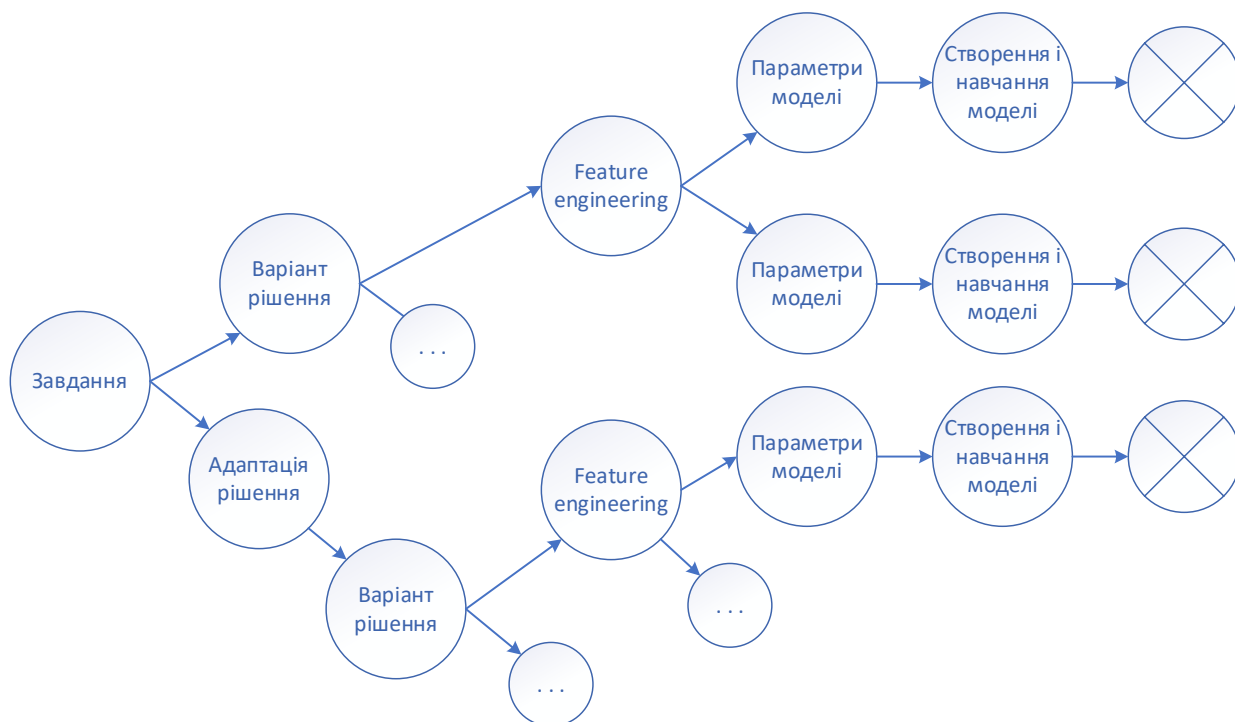 Завдання
Варіант
рішення
. . .
Feature
engineering
Параметри
моделі
Створення і
навчання
моделі
Параметри
моделі
Створення і
навчання
моделі
Адаптація
рішення
Варіант
рішення
. . .
Feature
engineering
. . .
Параметри
моделі
Створення і
навчання
моделі